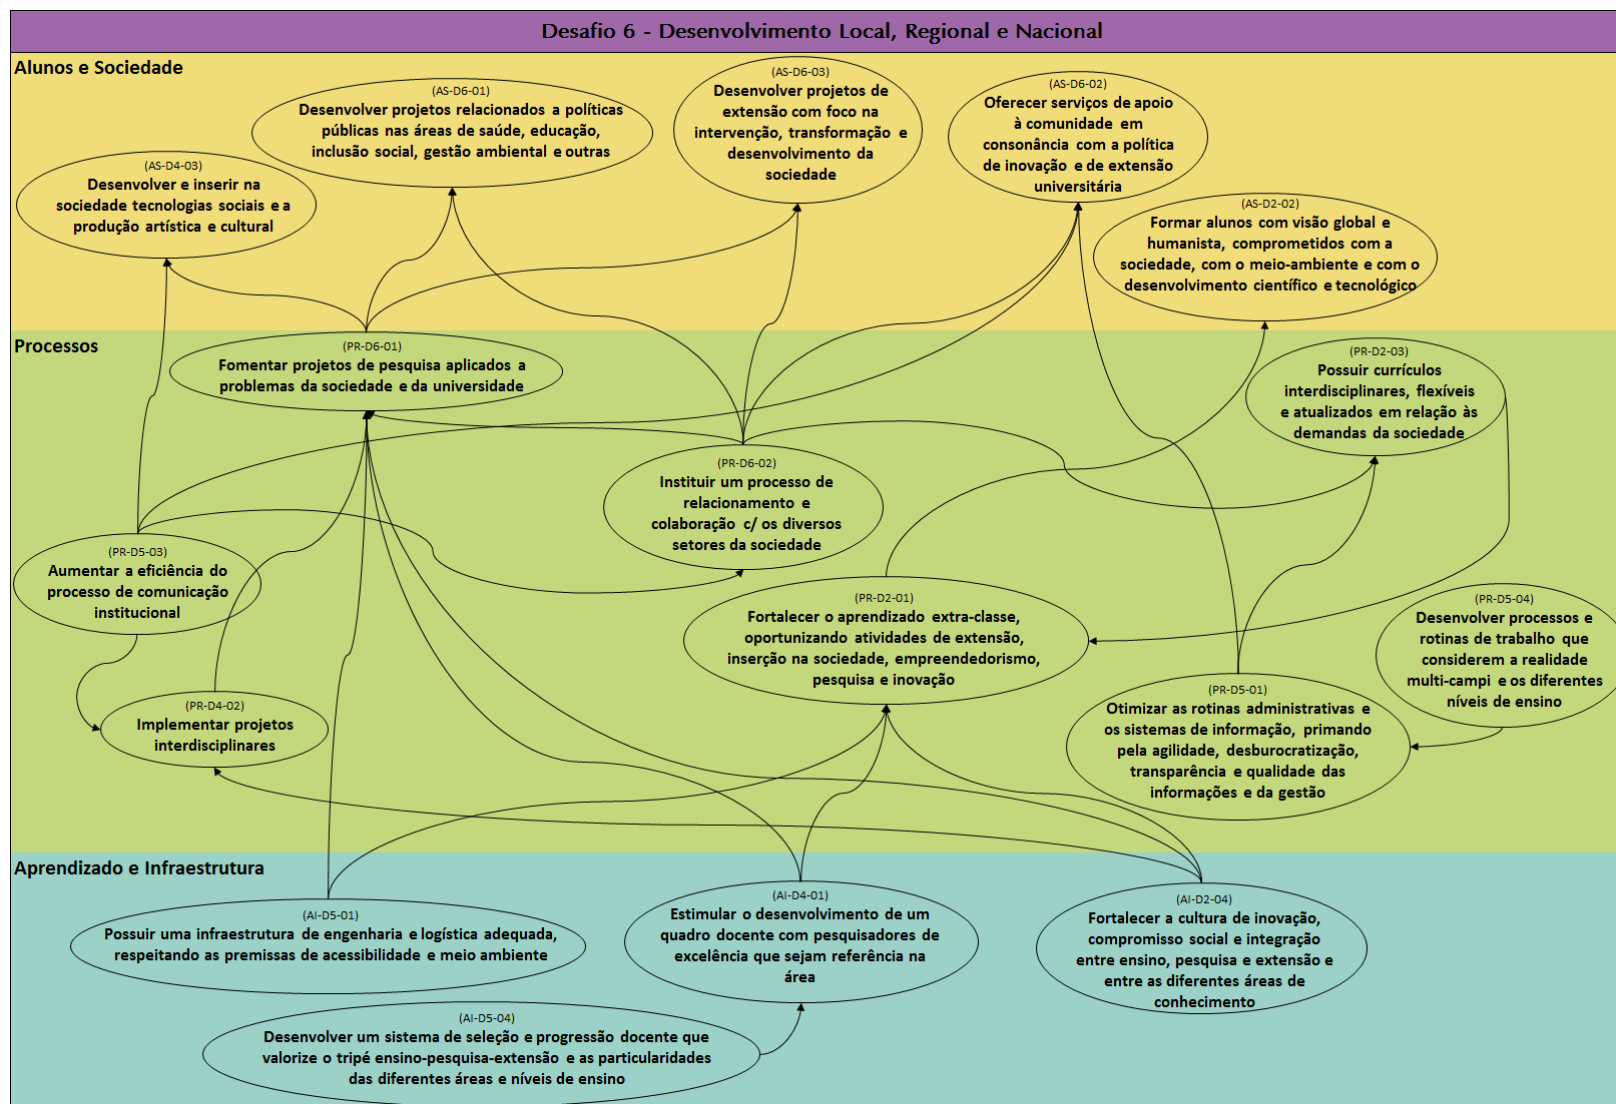 Desafio 6 - Desenvolvimento Local, Regional e Nacional
Alunos e Sociedade
(AS-D6-01)
Desenvolver projetos relacionados a políticas
públicas nas áreas de saúde, educação,
inclusão social, gestão ambiental e outras
(AS-D6-03)
Desenvolver projetos de
extensão com foco na
intervenção, transformação e
desenvolvimento da
sociedade
(AS-D6-02)
Oferecer serviços de apoio
à comunidade em
consonância com a política
de inovação e de extensão
universitária
(AS-D4-03)
Desenvolver e inserir na
sociedade tecnologias sociais e a
produção artística e cultural
(AS-D2-02)
Formar alunos com visão global e
humanista, comprometidos com a
sociedade, com o meio-ambiente e com o
desenvolvimento científico e tecnológico
Processos
(PR-D6-01)
Fomentar projetos de pesquisa aplicados a
problemas da sociedade e da universidade
(PR-D2-03)
Possuir currículos
interdisciplinares, flexíveis
e atualizados em relação às
demandas da sociedade
(PR-D6-02)
Instituir um processo de
relacionamento e
colaboração c/ os diversos
setores da sociedade
(PR-D5-03)
Aumentar a eficiência do
processo de comunicação
institucional
(PR-D2-01)
Fortalecer o aprendizado extra-classe,
oportunizando atividades de extensão,
inserção na sociedade, empreendedorismo,
pesquisa e inovação
(PR-D5-04)
Desenvolver processos e
rotinas de trabalho que
considerem a realidade
multi-campi e os diferentes
níveis de ensino
(PR-D4-02)
Implementar projetos
interdisciplinares
(PR-D5-01)
Otimizar as rotinas administrativas e
os sistemas de informação, primando
pela agilidade, desburocratização,
transparência e qualidade das
informações e da gestão
Aprendizado e Infraestrutura
(AI-D5-01)
Possuir uma infraestrutura de engenharia e logística adequada,
respeitando as premissas de acessibilidade e meio ambiente
(AI-D4-01)
Estimular o desenvolvimento de um
quadro docente com pesquisadores de
excelência que sejam referência na
área
(AI-D2-04)
Fortalecer a cultura de inovação,
compromisso social e integração
entre ensino, pesquisa e extensão e
entre as diferentes áreas de
conhecimento
(AI-D5-04)
Desenvolver um sistema de seleção e progressão docente que
valorize o tripé ensino-pesquisa-extensão e as particularidades
das diferentes áreas e níveis de ensino